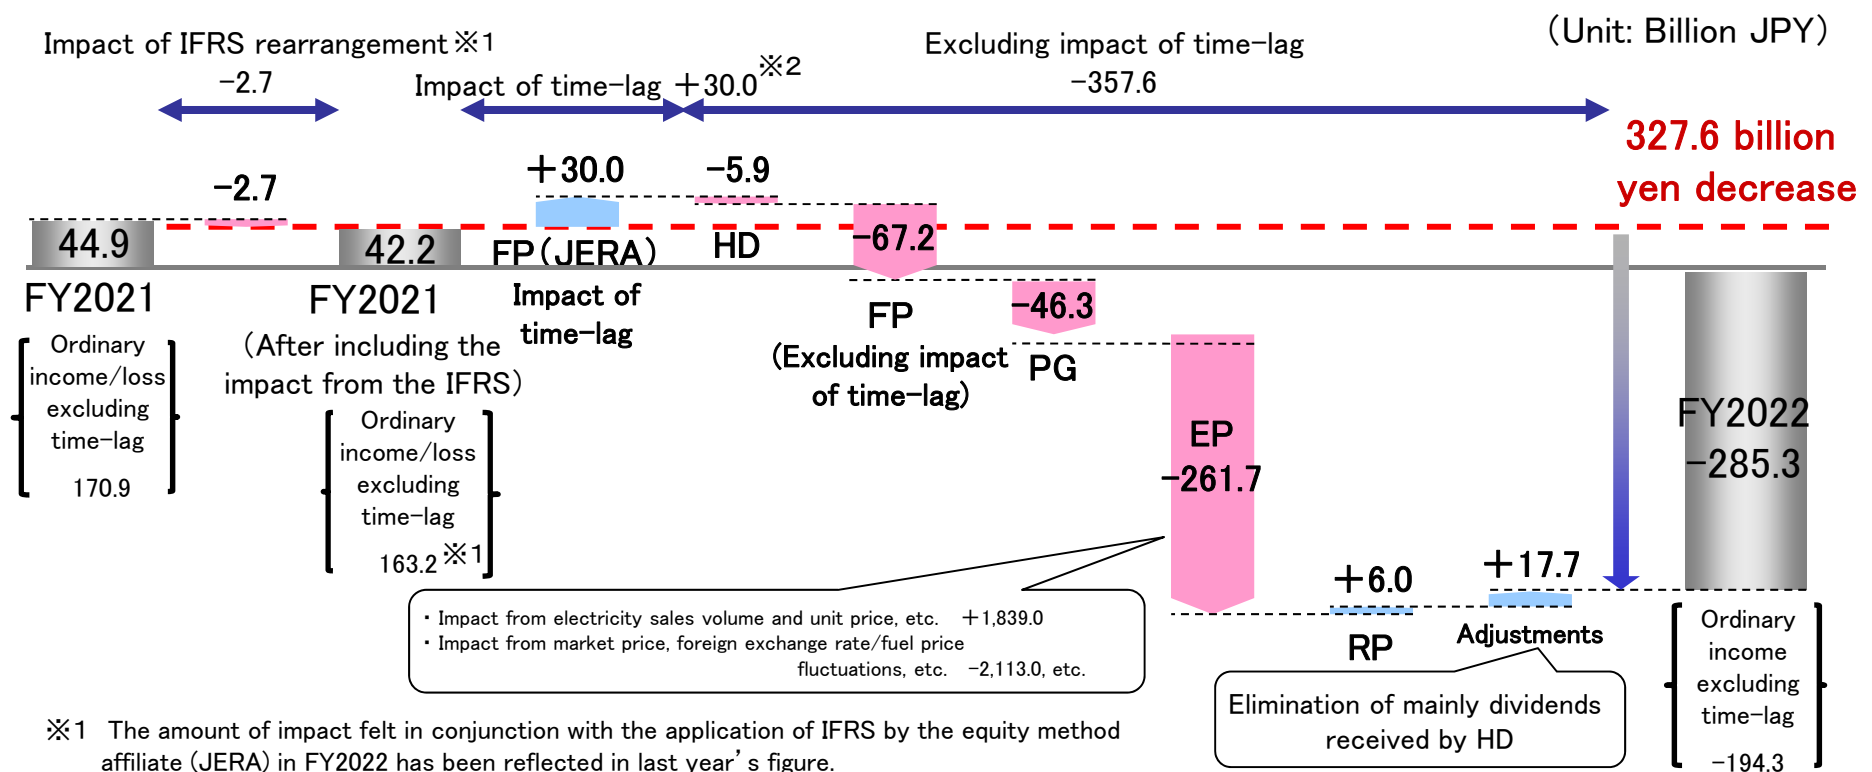 (Unit: Billion JPY)
Impact of IFRS rearrangement※1
-2.7
Impact of time-lag +30.0※2
Excluding impact of time-lag
-357.6
327.6 billion
yen decrease
-2.7
+30.0
-5.9
44.9
42.2
FP(JERA)
HD
-67.2
FY2021
FY2021
Impact of
time-lag
FP
-46.3
(After including the
impact from the IFRS)
(Excluding impact
of time-lag)
PG
Ordinary
income/loss
excluding
time-lag
170.9
Ordinary
income/loss
excluding
time-lag
163.2 ※1
EP
-261.7
FY2022
-285.3
+6.0
+17.7
RP
Adjustments
・Impact from electricity sales volume and unit price, etc. +1,839.0
・Impact from market price, foreign exchange rate/fuel price
fluctuations, etc. -2,113.0, etc.
Elimination of mainly dividends
received by HD
Ordinary
income
excluding
time-lag
-194.3
※1 The amount of impact felt in conjunction with the application of IFRS by the equity method
affiliate (JERA) in FY2022 has been reflected in last year's figure.